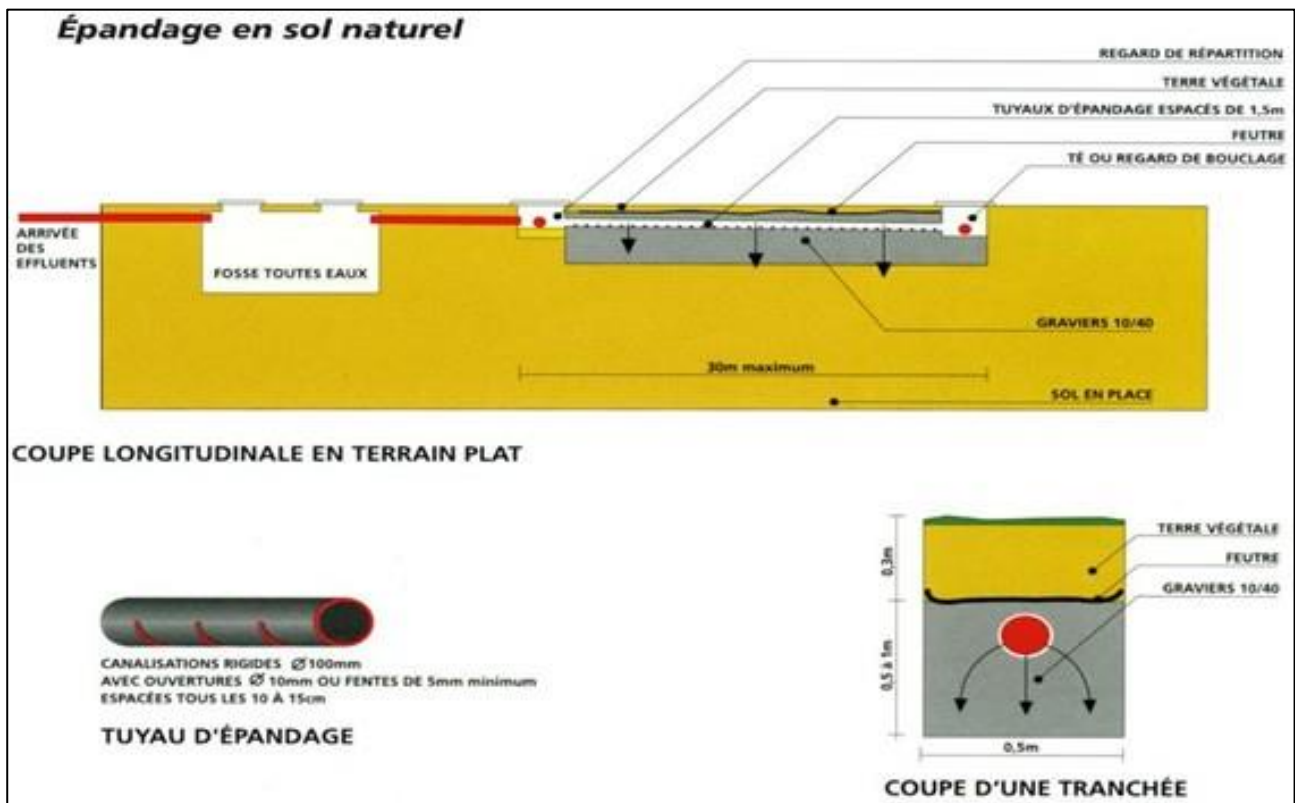 Épandage en sol naturel
REGARD DE RÉPARTITION
TERRE VÉGÉTALE
TUYAUX D'ÉPANDAGE ESPACÉS DE 1,5m
FEUTRE
TÉ OU REGARD DE BOUCLAGE
ARRIVÉE
DES
EFFLUENTS
FOSSE TOUTES EAUX
GRAVIERS 10/40
30m maximum
SOL EN PLACE
COUPE LONGITUDINALE EN TERRAIN PLAT
TERRE VÉGÉTALE
FEUTRE
GRAVIERS 10/40
0,3m
0,5 à 1m
0,5m
COUPE D'UNE TRANCHÉE
CANALISATIONS RIGIDES Ø 100mm
AVEC OUVERTURES Ø 10mm OU FENTES DE 5mm minimum
ESPACÉES TOUS LES 10 À 15cm
TUYAU D'ÉPANDAGE